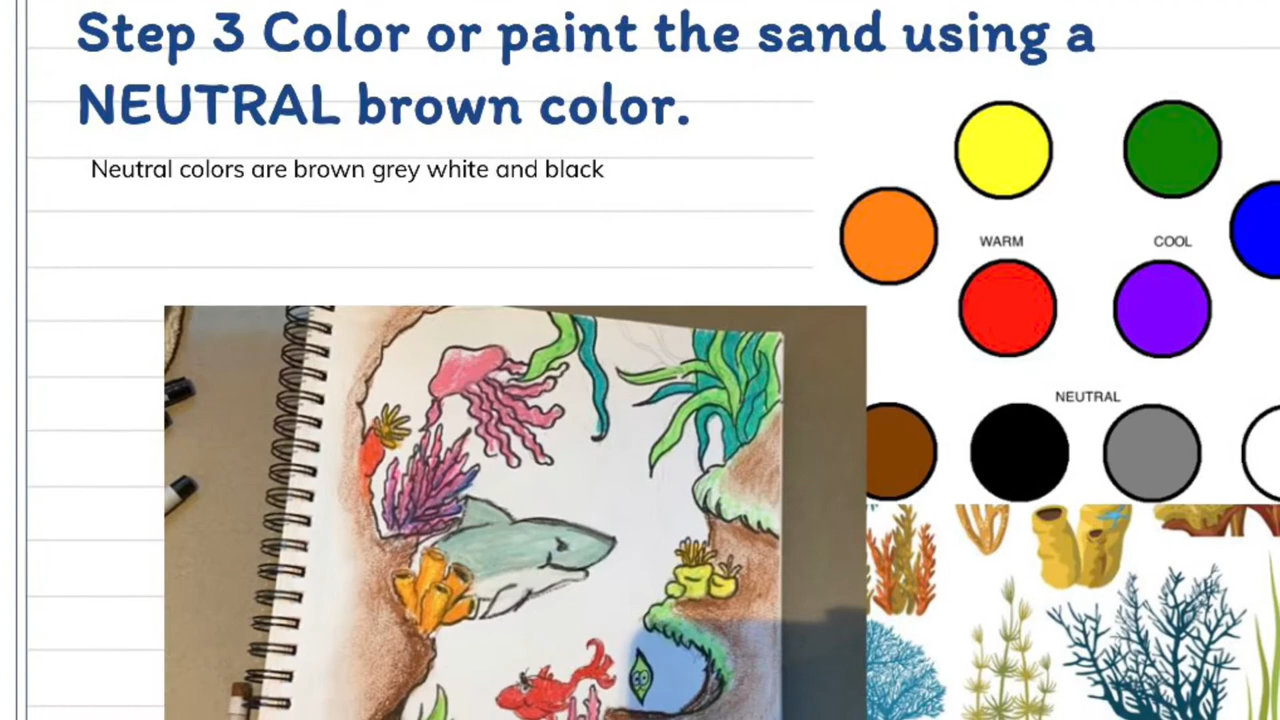 Step 3 Color or paint the sand using a
NEUTRAL brown color.
Neutral colors are brown grey white and black
WARM
COOL
NEUTRAL